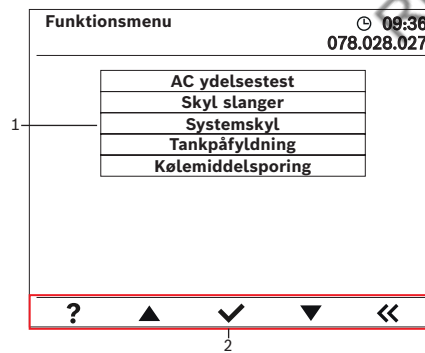 Funktionsmenu
09:36
078.028.027
AC ydelsestest
Skyl slanger
1
Systemskyl
Tankpåfyldning
Kølemiddelsporing
?
2